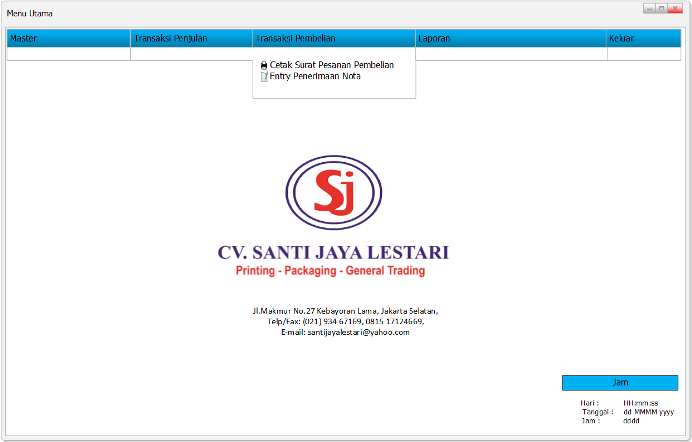 Menu Utama
Master Transaksi Penjulan Transaksi Pembelian Laporan Keluar
Cetak Surat Pesanan Pembelian
Entry Penerimaan Nota
Sj
CV. SANTI JAYA LESTARI
Printing - Packaging - General Trading
Jl.Makmur No.27 Kebayoran Lama, Jakarta Selatan,
Telp/Fax: (021) 934 67169, 0815 17124669,
E-mail: santijayalestari@yahoo.com
Jam
Hari : HH:mm:ss
Tanggal : dd MMMM yyyy
Jam : dddd